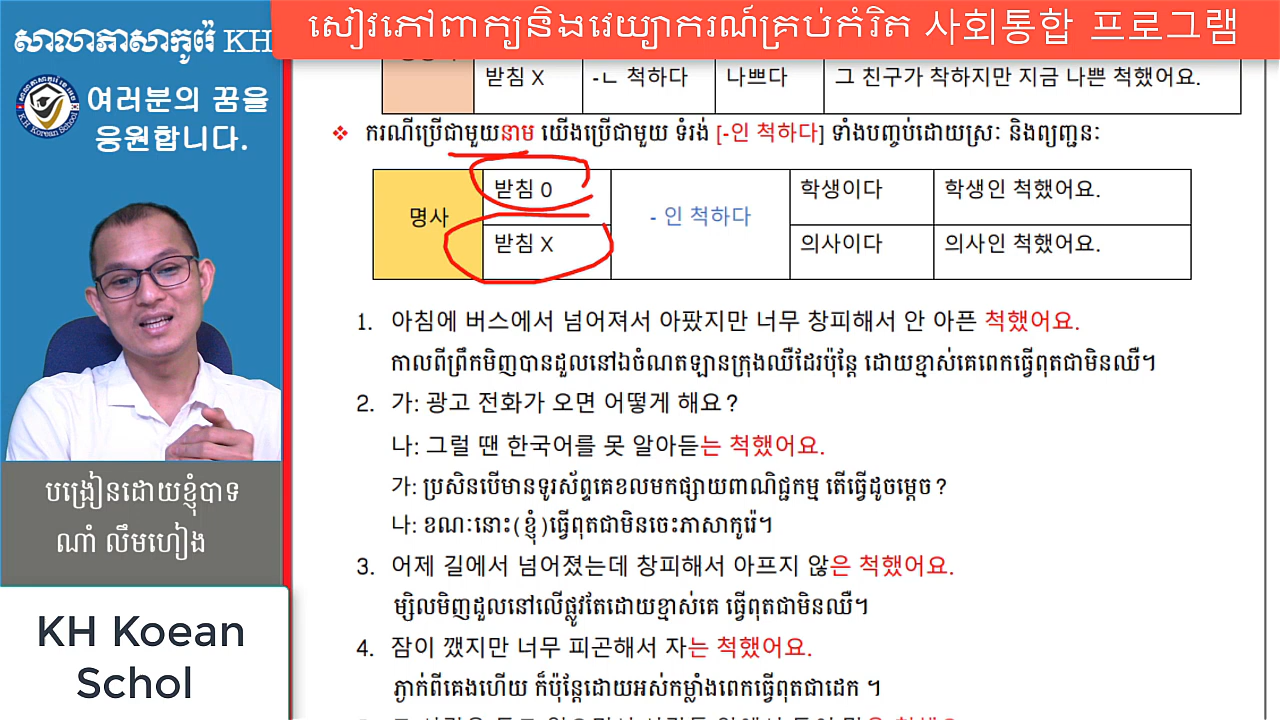 សាលាភាសាកូរ៉េ KH
សៀវភៅពាក្យនិងវេយ្យាករណ៍គ្រប់កំរិត 사회통합 프로그램
여러분의 꿈을
응원합니다.
KH Korean School
បង្រៀនដោយខ្ញុំបាទ
ណាំ លឹមហៀង
KH Koean
Schol
받침 X -ㄴ 척하다 나쁘다 그 친구가 착하지만 지금 나쁜 척했어요.
❖ ករណីប្រើជាមួយនាម យើងប្រើជាមួយ ទំរង់ [-인 척하다] ទាំងបញ្ចប់ដោយស្រៈ និងព្យញ្ជនៈ
명사 받침 O - 인 척하다 학생이다 학생인 척했어요.
받침 X 의사이다 의사인 척했어요.
1. 아침에 버스에서 넘어져서 아팠지만 너무 창피해서 안 아픈 척했어요.
កាលពីព្រឹកមិញបានដួលនៅឯចំណតឡានក្រុងឈឺដែរប៉ុន្តែ ដោយខ្មាស់គេពេកធ្វើពុតជាមិនឈឺ។
2. 가: 광고 전화가 오면 어떻게 해요?
나: 그럴 땐 한국어를 못 알아듣는 척했어요.
가: ប្រសិនបើមានទូរស័ព្ទគេខលមកផ្សាយពាណិជ្ជកម្ម តើធ្វើដូចម្ដេច?
나: ខណៈនោះ(ខ្ញុំ)ធ្វើពុតជាមិនចេះភាសាកូរ៉េ។
3. 어제 길에서 넘어졌는데 창피해서 아프지 않은 척했어요.
ម្សិលមិញដួលនៅលើផ្លូវតែដោយខ្មាស់គេ ធ្វើពុតជាមិនឈឺ។
4. 잠이 깼지만 너무 피곤해서 자는 척했어요.
ភ្ញាក់ពីគេងហើយ ក៏ប៉ុន្តែដោយអស់កម្លាំងពេកធ្វើពុតជាដេក ។